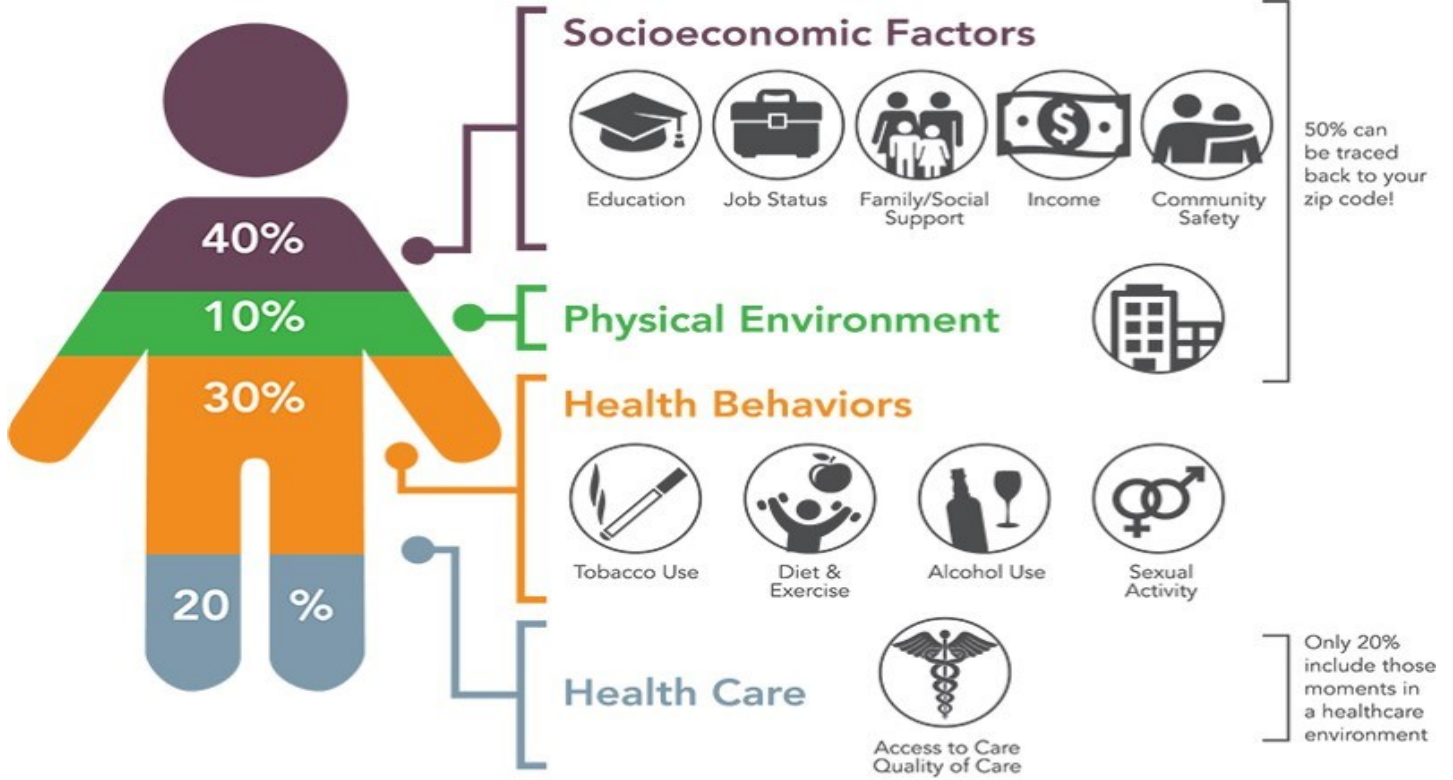 Socioeconomic Factors
Education
Job Status
Family/Social
Support
Income
Community
Safety
50% can
be traced
back to your
zip code!
40%
10%
Physical Environment
30%
Health Behaviors
Tobacco Use
Diet &
Exercise
Alcohol Use
Sexual
Activity
20 %
Health Care
Access to Care
Quality of Care
Only 20%
include those
moments in
a healthcare
environment